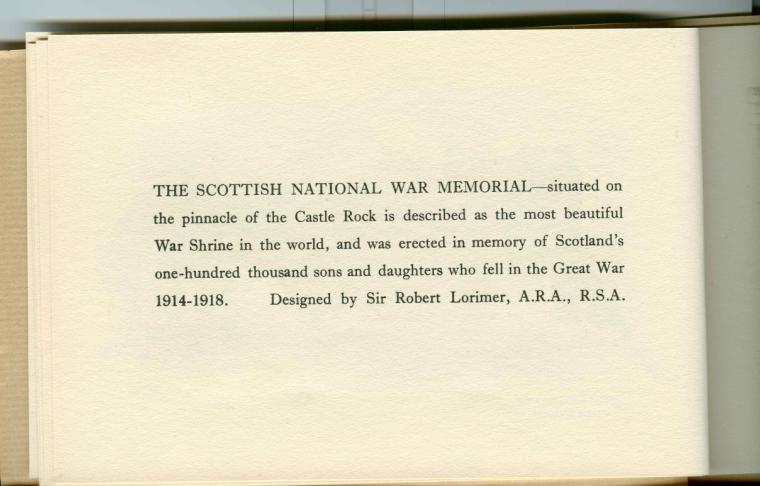 THE SCOTTISH NATIONAL WAR MEMORIAL—situated on
the pinnacle of the Castle Rock is described as the most beautiful
War Shrine in the world, and was erected in memory of Scotland's
one-hundred thousand sons and daughters who fell in the Great War
1914-1918. Designed by Sir Robert Lorimer, A.R.A., R.S.A.